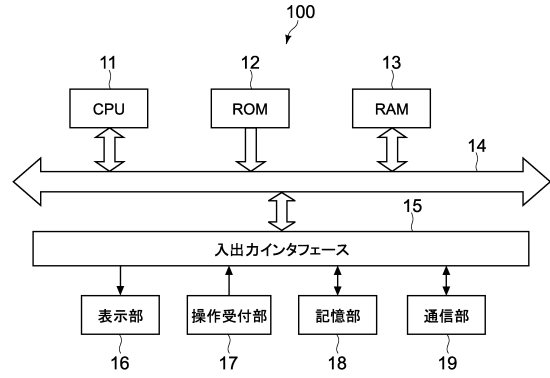 100
11
12
13
CPU
ROM
RAM
14
15
入出力インタフェース
表示部
操作受付部
記憶部
通信部
16
17
18
19